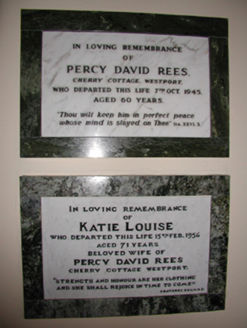 IN LOVING REMEMBRANCE
OF
PERCY DAVID REES.
CHERRY COTTAGE, WESTPORT.
WHO DEPARTED THIS LIFE 7TH OCT 1945.
AGED 60 YEARS.
"Thou wilt keep him in perfect peace
whose mind is stayed on Thee" ISA. XXVI. 3.
IN LOVING REMEMBRANCE
OF
KATIE LOUISE
WHO DEPARTED THIS LIFE 15TH FEB. 1956
AGED 71 YEARS
BELOVED WIFE OF
PERCY DAVID REES
CHERRY COTTAGE WESTPORT.
"STRENGTH AND HONOUR ARE HER CLOTHING
AND SHE SHALL REJOICE IN TIME TO COME"